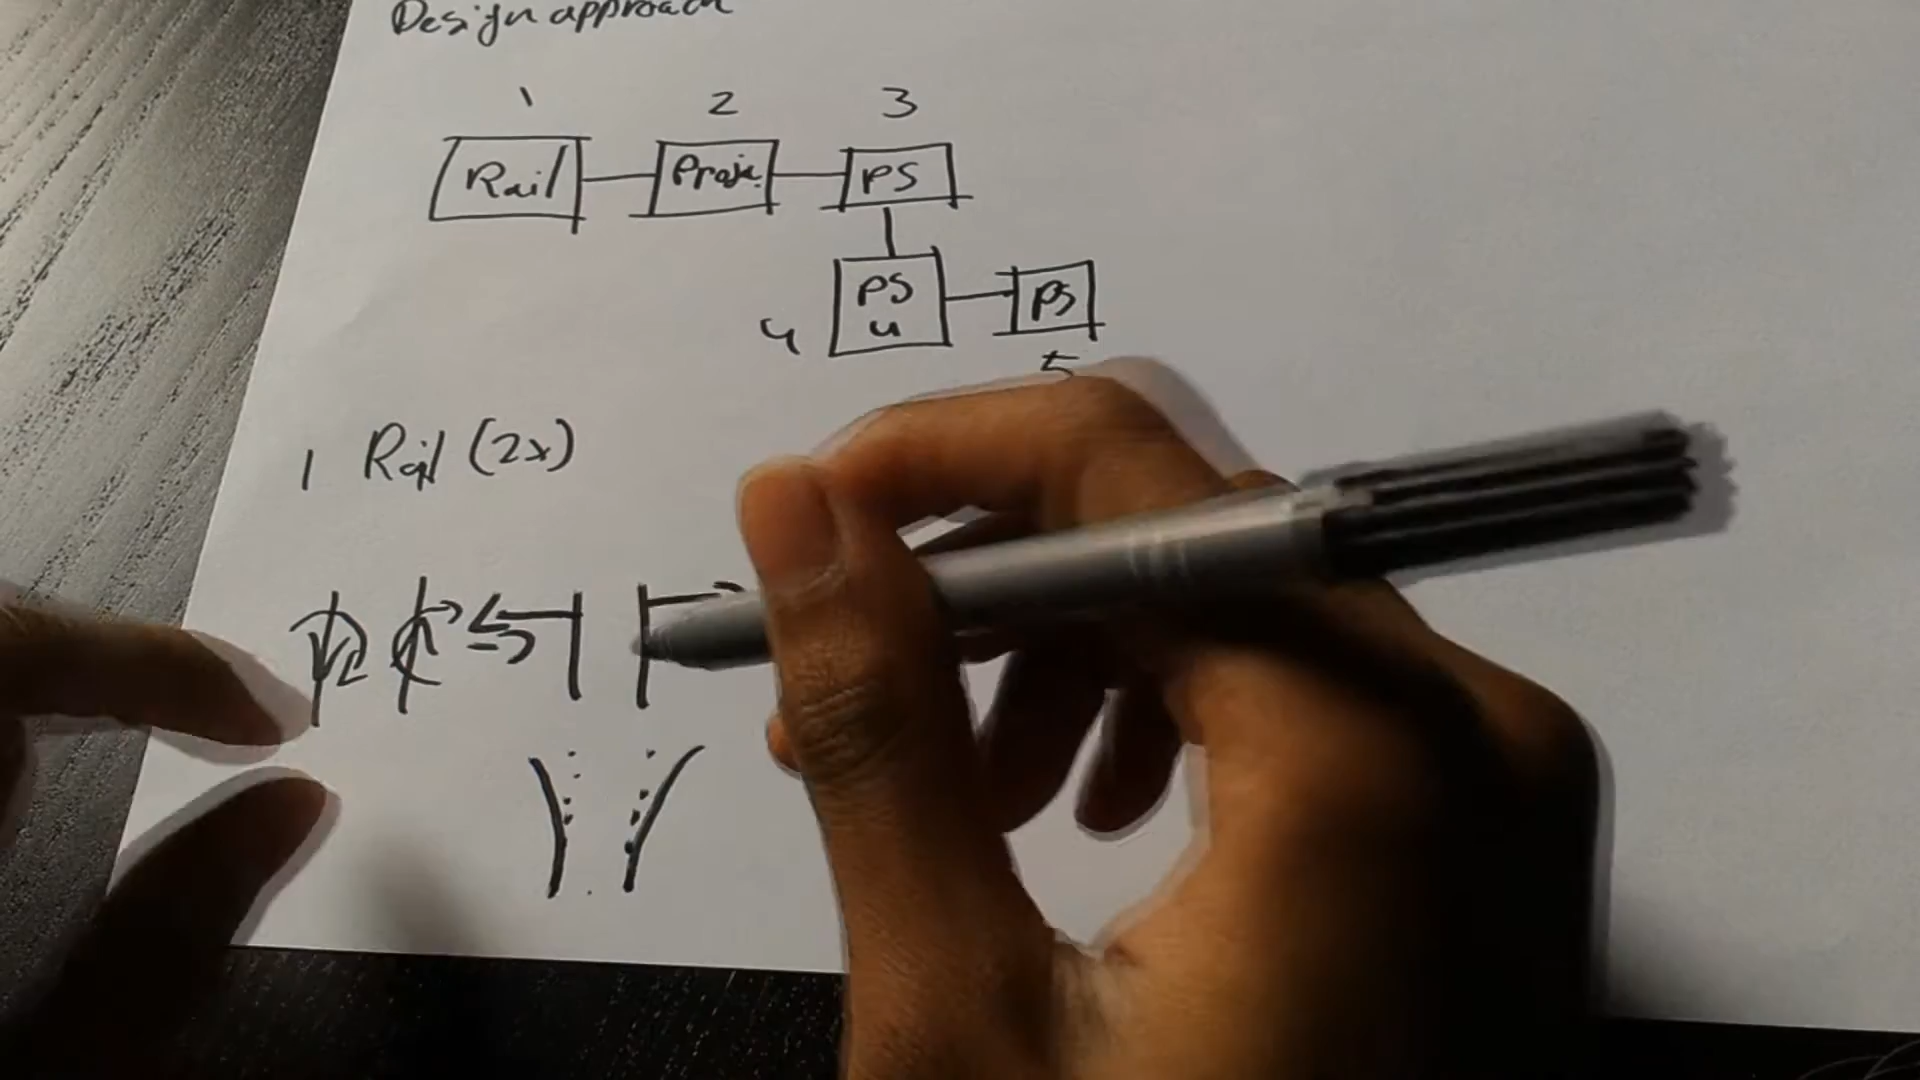 Design approach
1 2 3
Rail Proje. PS
PS
4 u PS
5
1 Rail (2x)